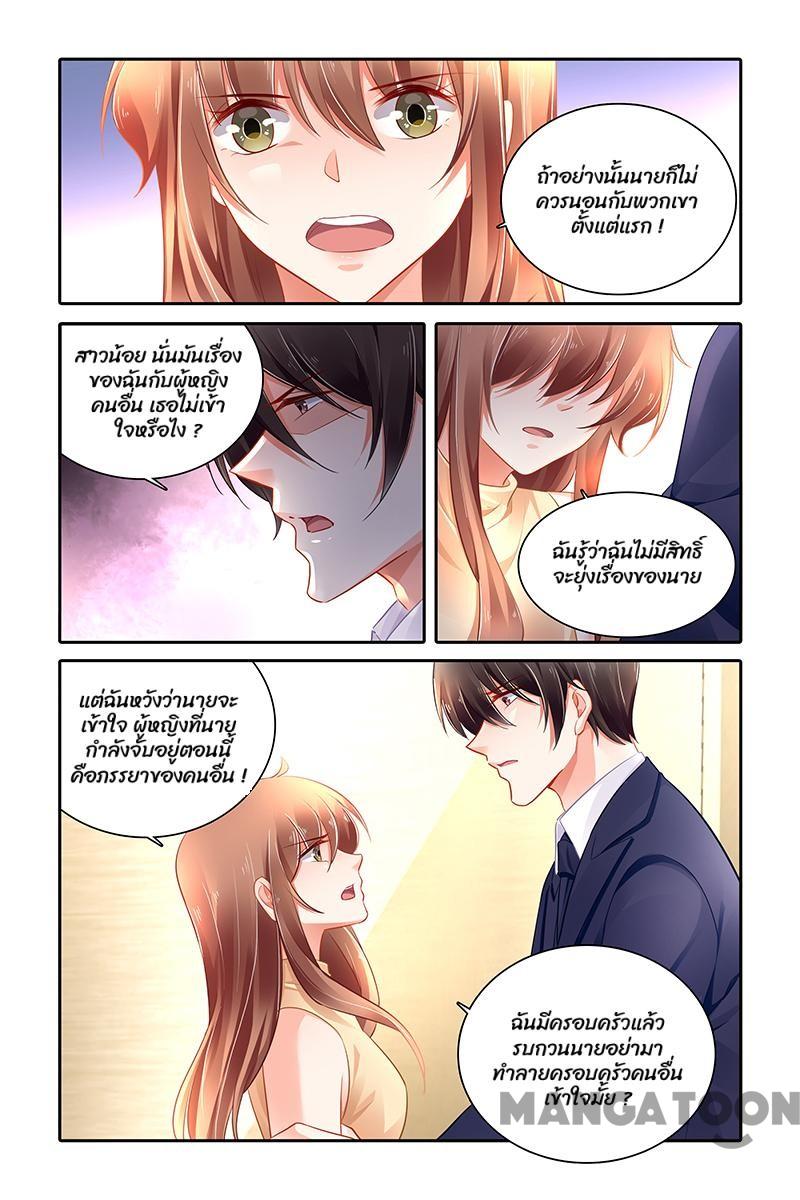 ถ้าอย่างนั้นนายก็ไม่
ควรนอนกับพวกเขา
ตั้งแต่แรก !
สาวน้อย นั่นมันเรื่อง
ของฉันกับผู้หญิง
คนอื่น เธอไม่เข้า
ใจหรือไง ?
ฉันรู้ว่าฉันไม่มีสิทธิ์
จะยุ่งเรื่องของนาย
แต่ฉันหวังว่านายจะ
เข้าใจ ผู้หญิงที่นาย
กำลังจับอยู่ตอนนี้
คือภรรยาของคนอื่น !
ฉันมีครอบครัวแล้ว
รบกวนนายอย่ามา
ทำลายครอบครัวคนอื่น
เข้าใจมั้ย ?
MANGATOON